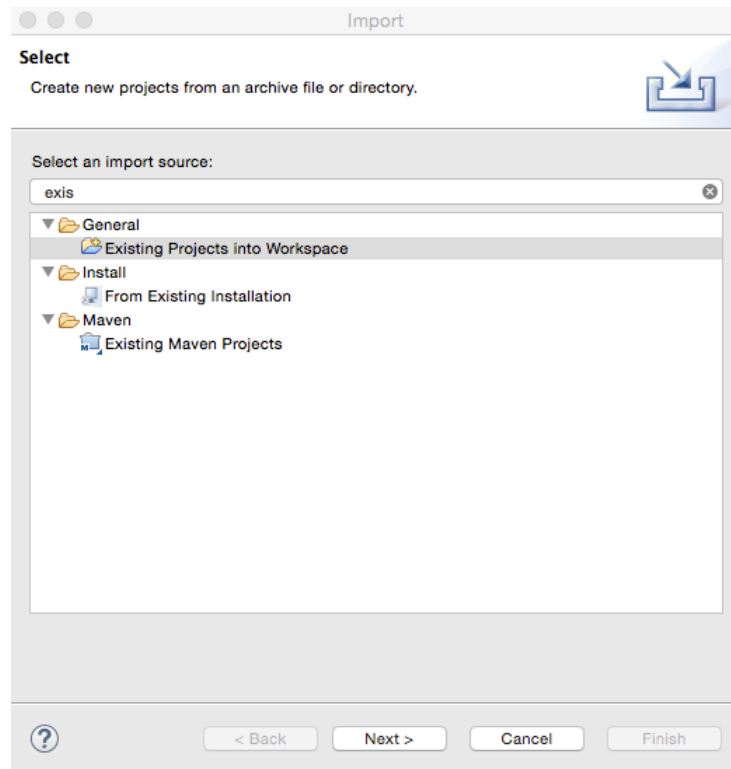 Import
Select
Create new projects from an archive file or directory.
Select an import source:
exis
General
Existing Projects into Workspace
Install
From Existing Installation
Maven
M
Existing Maven Projects
?
< Back
Next >
Cancel
Finish